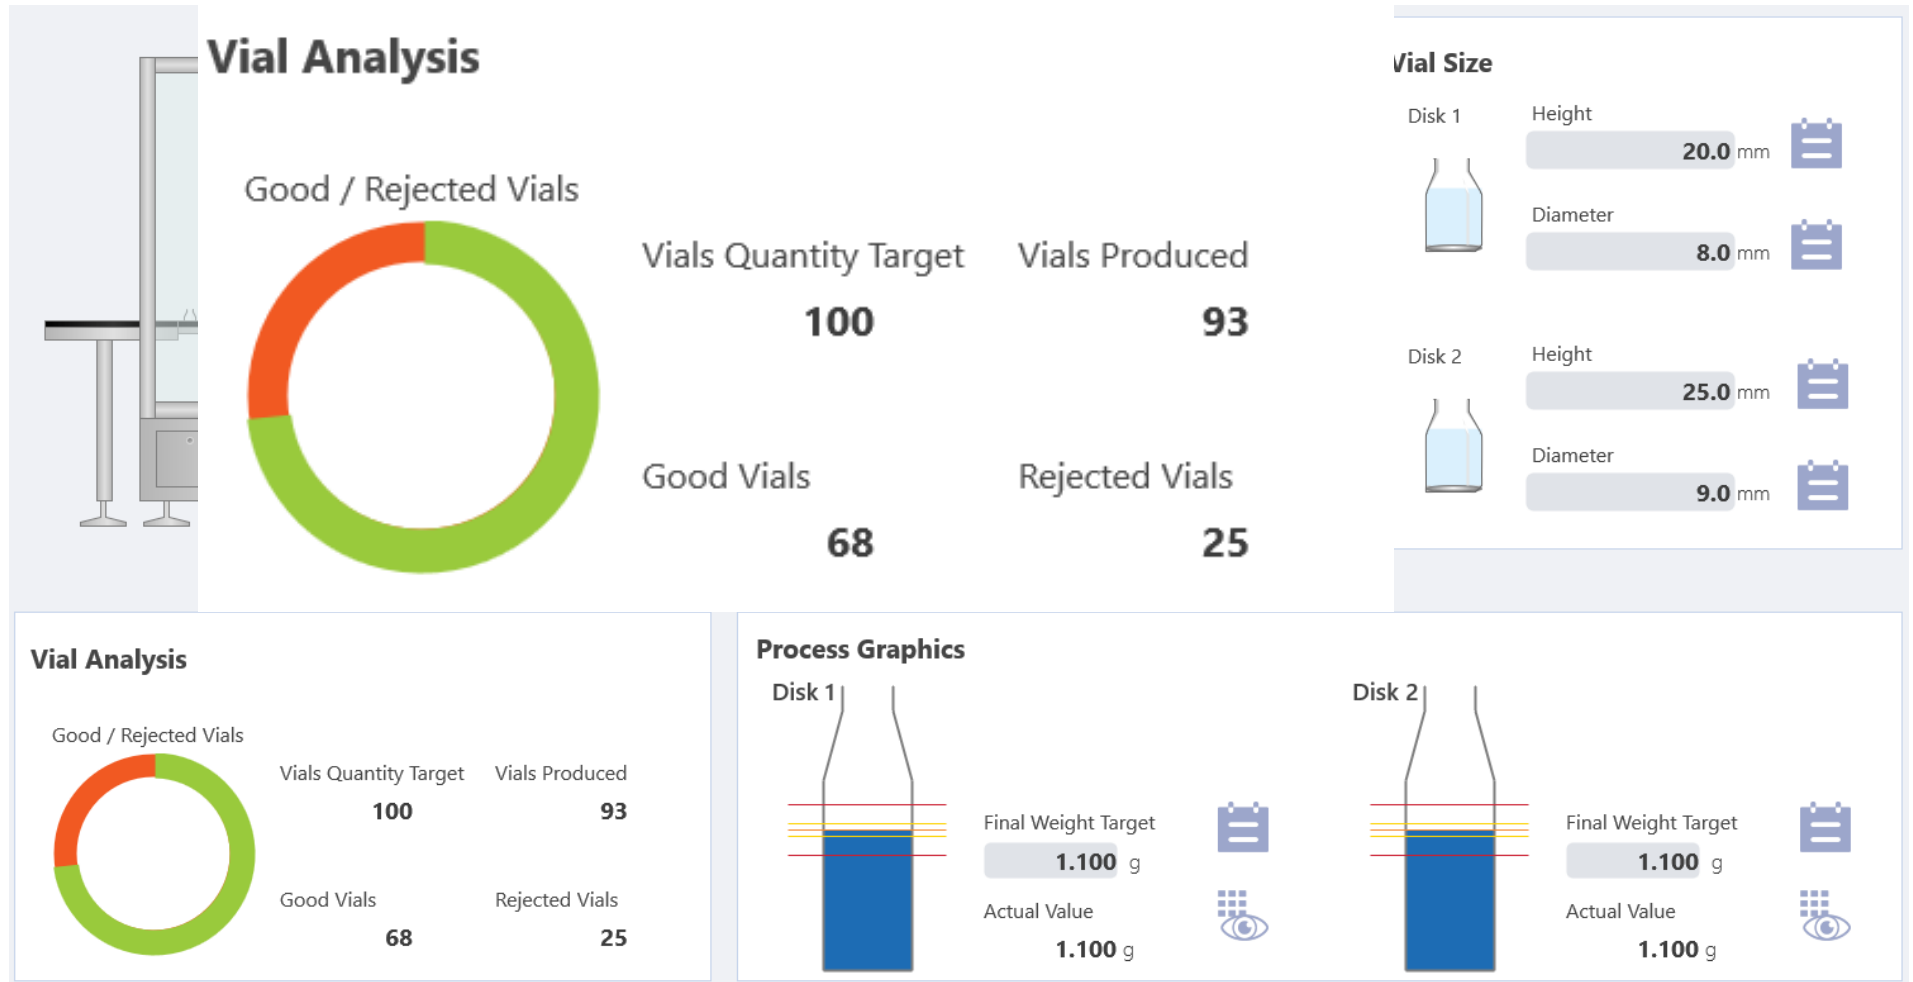 Vial Analysis
Good / Rejected Vials
Vials Quantity Target
100
Vials Produced
93
Good Vials
68
Rejected Vials
25
Vial Size
Disk 1
Height
20.0 mm
Diameter
8.0 mm
Disk 2
Height
25.0 mm
Diameter
9.0 mm
Vial Analysis
Good / Rejected Vials
Vials Quantity Target
100
Vials Produced
93
Good Vials
68
Rejected Vials
25
Process Graphics
Disk 1
Final Weight Target
1.100 g
Actual Value
1.100 g
Disk 2
Final Weight Target
1.100 g
Actual Value
1.100 g